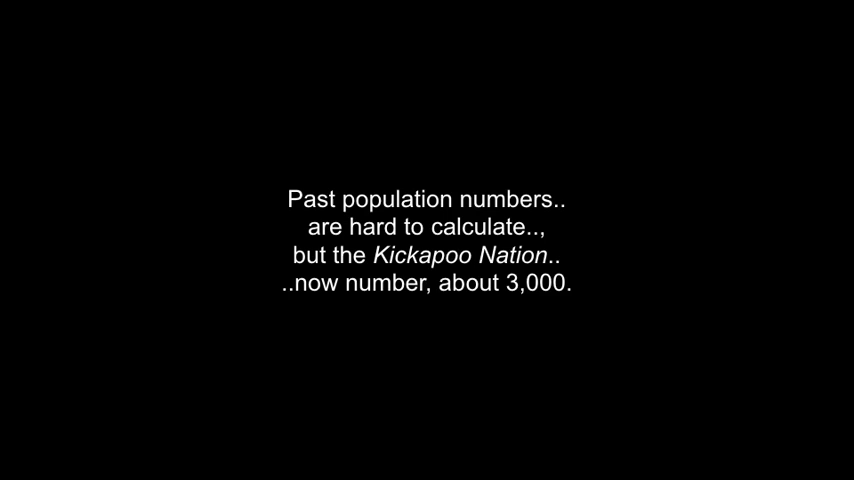 Past population numbers..
are hard to calculate..,
but the Kickapoo Nation..
..now number, about 3,000.